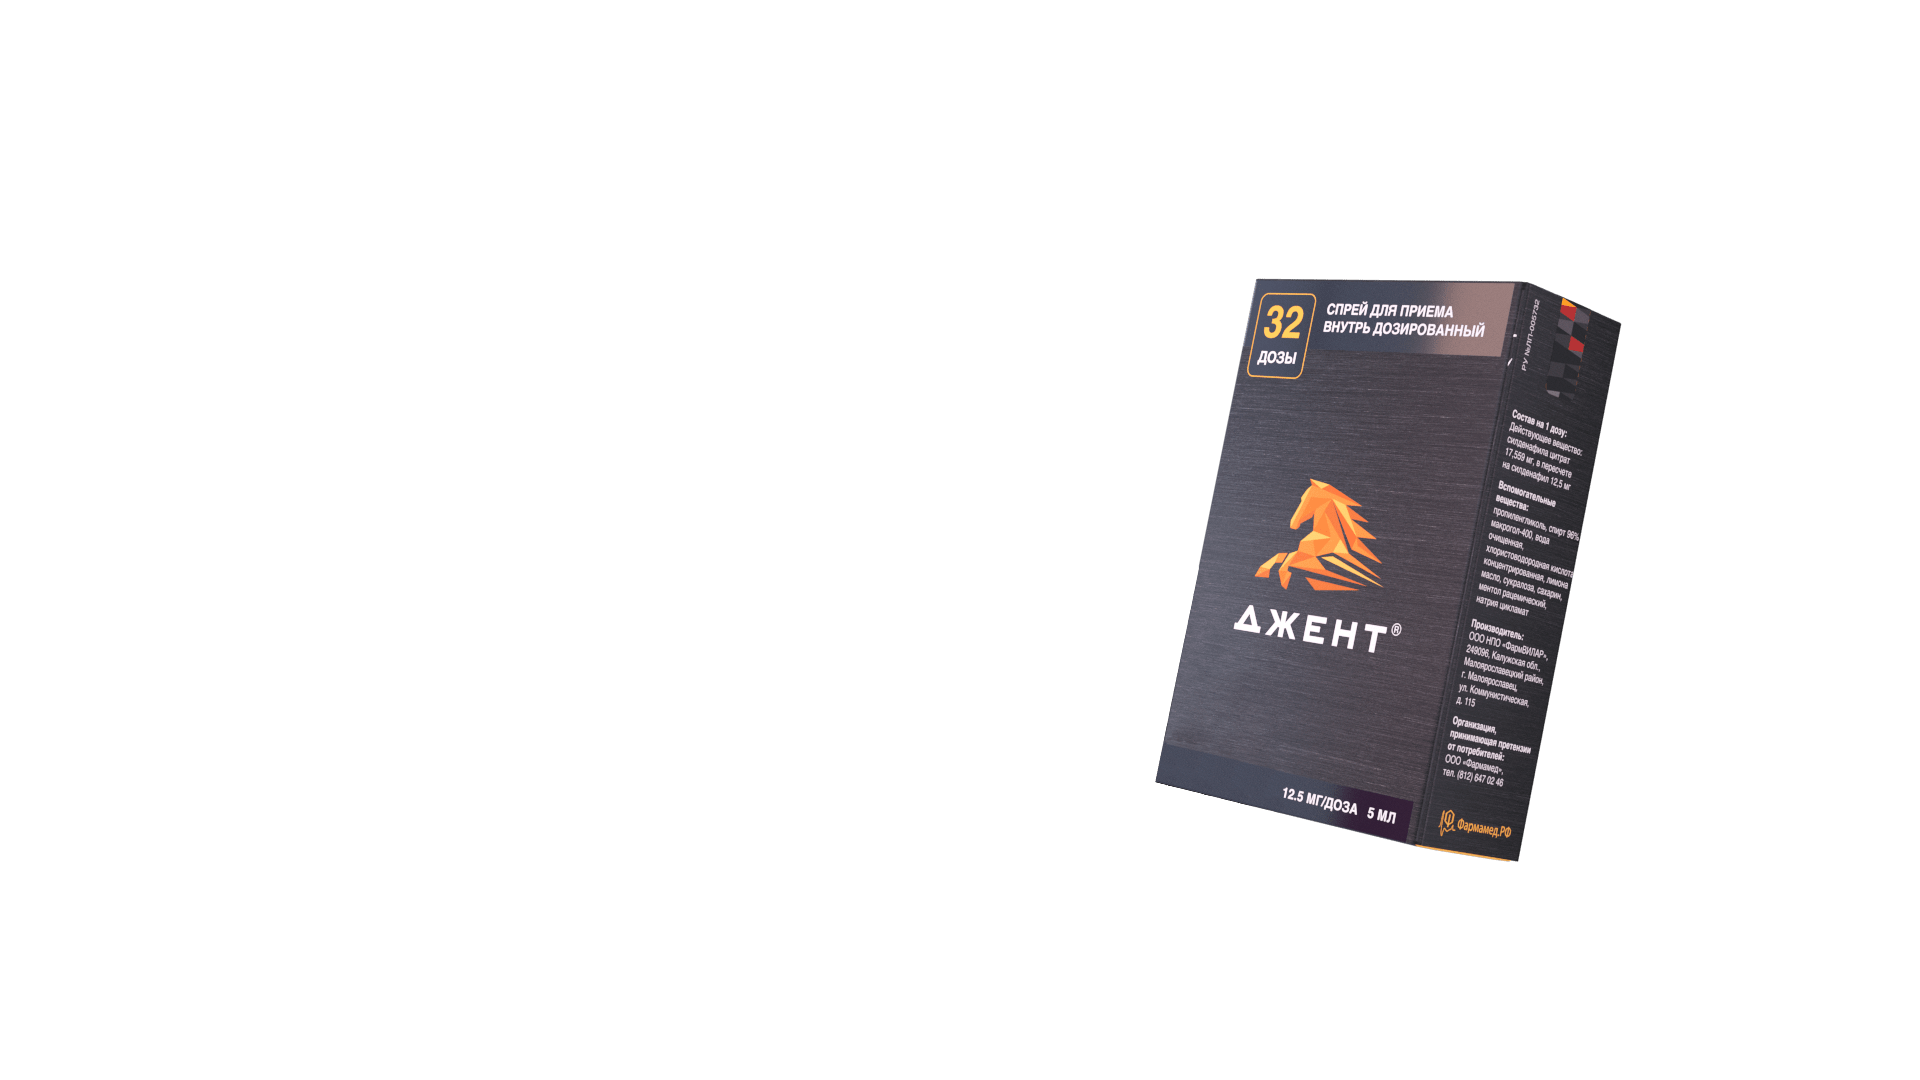 32
ДОЗЫ
СПРЕЙ ДЛЯ ПРИЕМА
ВНУТРЬ ДОЗИРОВАННЫЙ
ДЖЕНТ®
12.5 МГ/ДОЗА 5 МЛ
РУ №ЛП-005732
Состав на 1 дозу:
Действующее вещество:
силденафила цитрат
17,559 мг, в пересчете
на силденафил 12,5 мг
Вспомогательные
вещества:
пропиленгликоль, спирт 96%,
макрогол-400, вода
очищенная,
хлористоводородная кислота
концентрированная, лимона
масло, сукралоза, сахарин,
ментол рацемический,
натрия цикламат
Производитель:
ООО НПО «ФармВИЛАР»,
249096, Калужская обл.,
Малоярославецкий район,
г. Малоярославец,
ул. Коммунистическая,
д. 115
Организация,
принимающая претензии
от потребителей:
ООО «Фармамед»,
тел. (812) 647 02 46
Фармамед.РФ